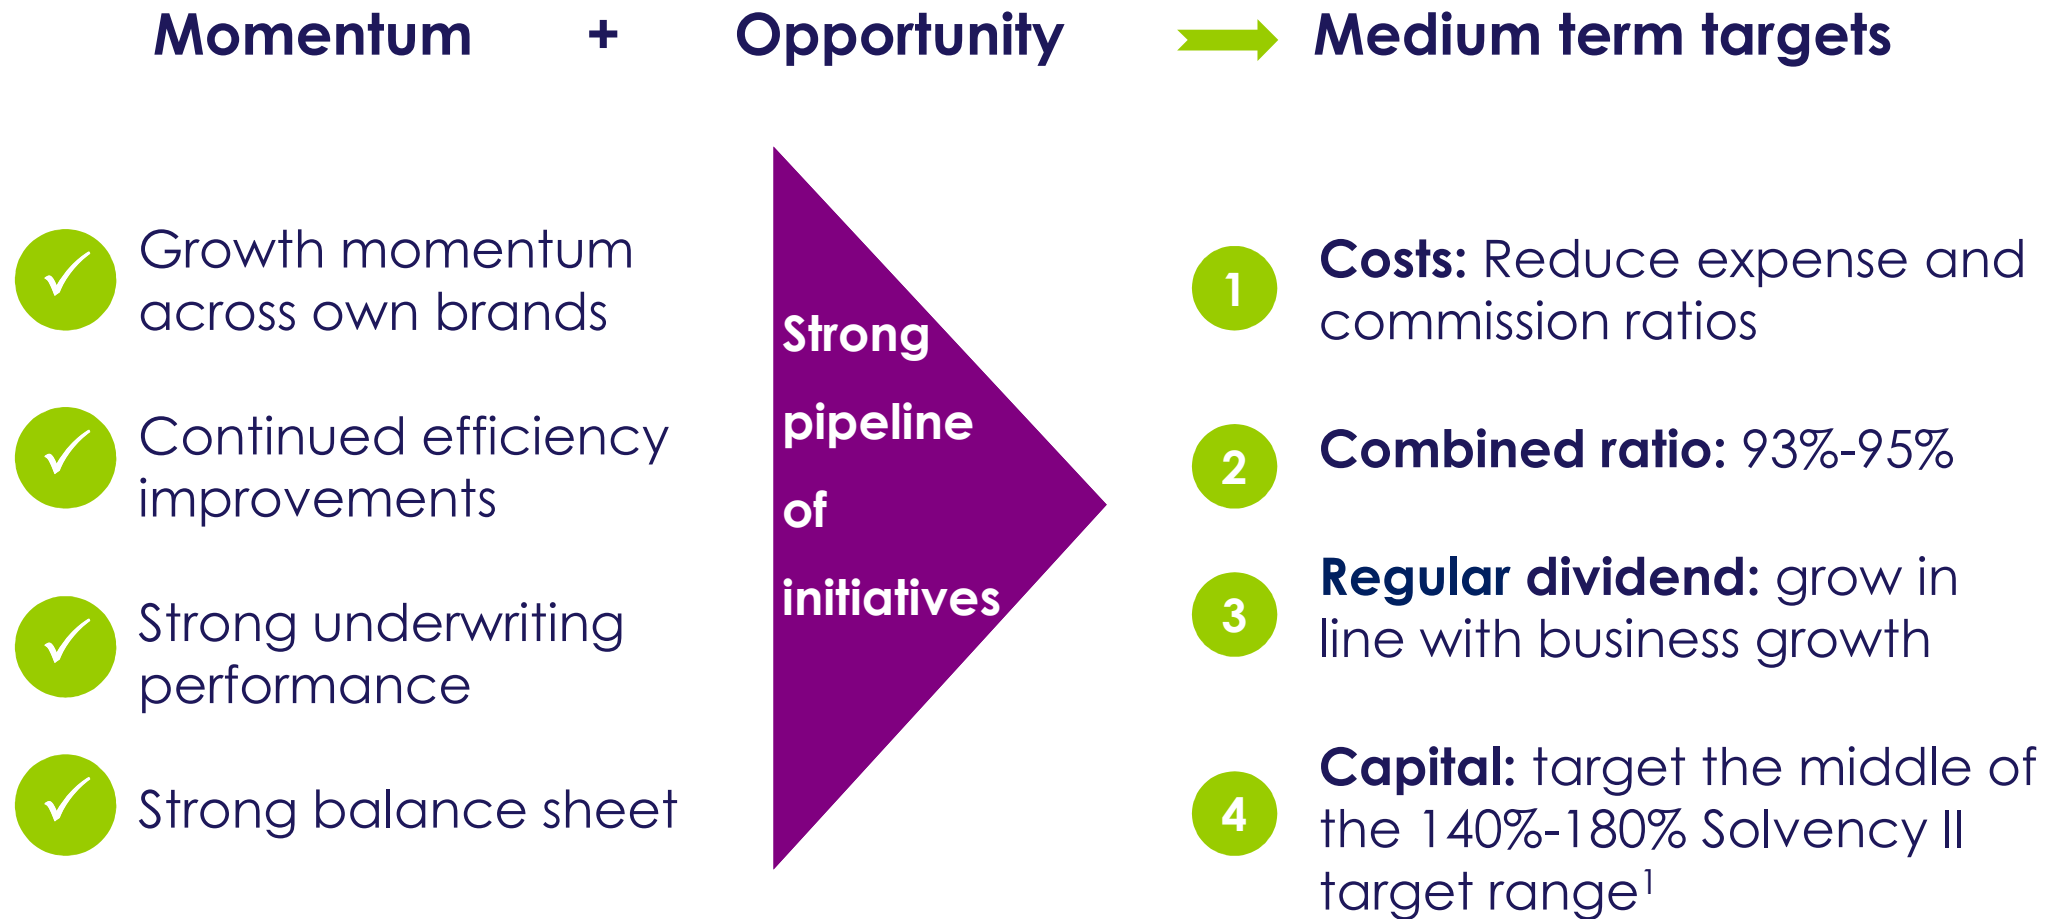 Momentum + Opportunity Medium term targets
✓ Growth momentum
across own brands
✓ Continued efficiency
improvements
✓ Strong underwriting
performance
✓ Strong balance sheet
Strong
pipeline
of
initiatives
1 Costs: Reduce expense and
commission ratios
2 Combined ratio: 93%-95%
3 Regular dividend: grow in
line with business growth
4 Capital: target the middle of
the 140%-180% Solvency II
target range¹